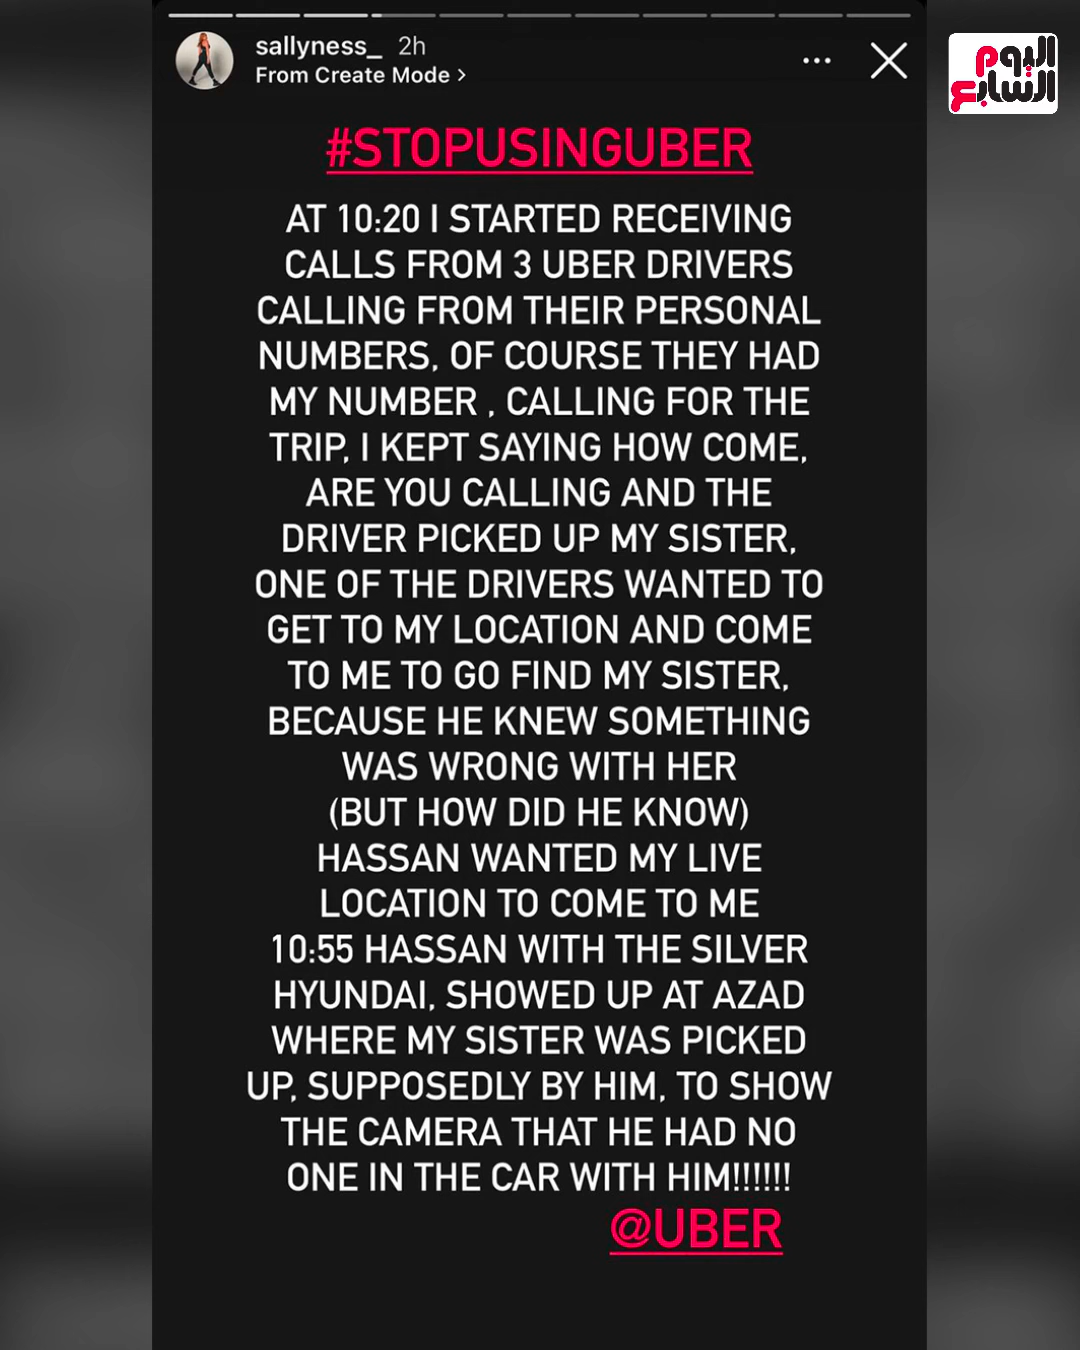 sallyness_ 2h
From Create Mode >
اليوم
السابع
#STOPUSINGUBER
AT 10:20 I STARTED RECEIVING
CALLS FROM 3 UBER DRIVERS
CALLING FROM THEIR PERSONAL
NUMBERS, OF COURSE THEY HAD
MY NUMBER , CALLING FOR THE
TRIP, I KEPT SAYING HOW COME,
ARE YOU CALLING AND THE
DRIVER PICKED UP MY SISTER,
ONE OF THE DRIVERS WANTED TO
GET TO MY LOCATION AND COME
TO ME TO GO FIND MY SISTER,
BECAUSE HE KNEW SOMETHING
WAS WRONG WITH HER
(BUT HOW DID HE KNOW)
HASSAN WANTED MY LIVE
LOCATION TO COME TO ME
10:55 HASSAN WITH THE SILVER
HYUNDAI, SHOWED UP AT AZAD
WHERE MY SISTER WAS PICKED
UP, SUPPOSEDLY BY HIM, TO SHOW
THE CAMERA THAT HE HAD NO
ONE IN THE CAR WITH HIM!!!!!!
@UBER